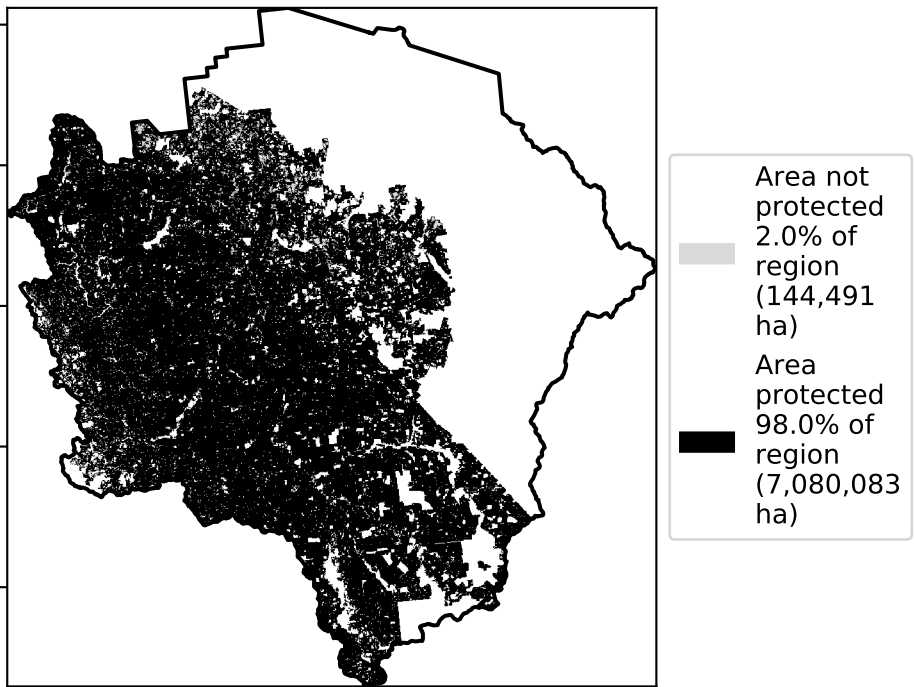 Area not
protected
2.0% of
region
(144,491
ha)
Area
protected
98.0% of
region
(7,080,083
ha)